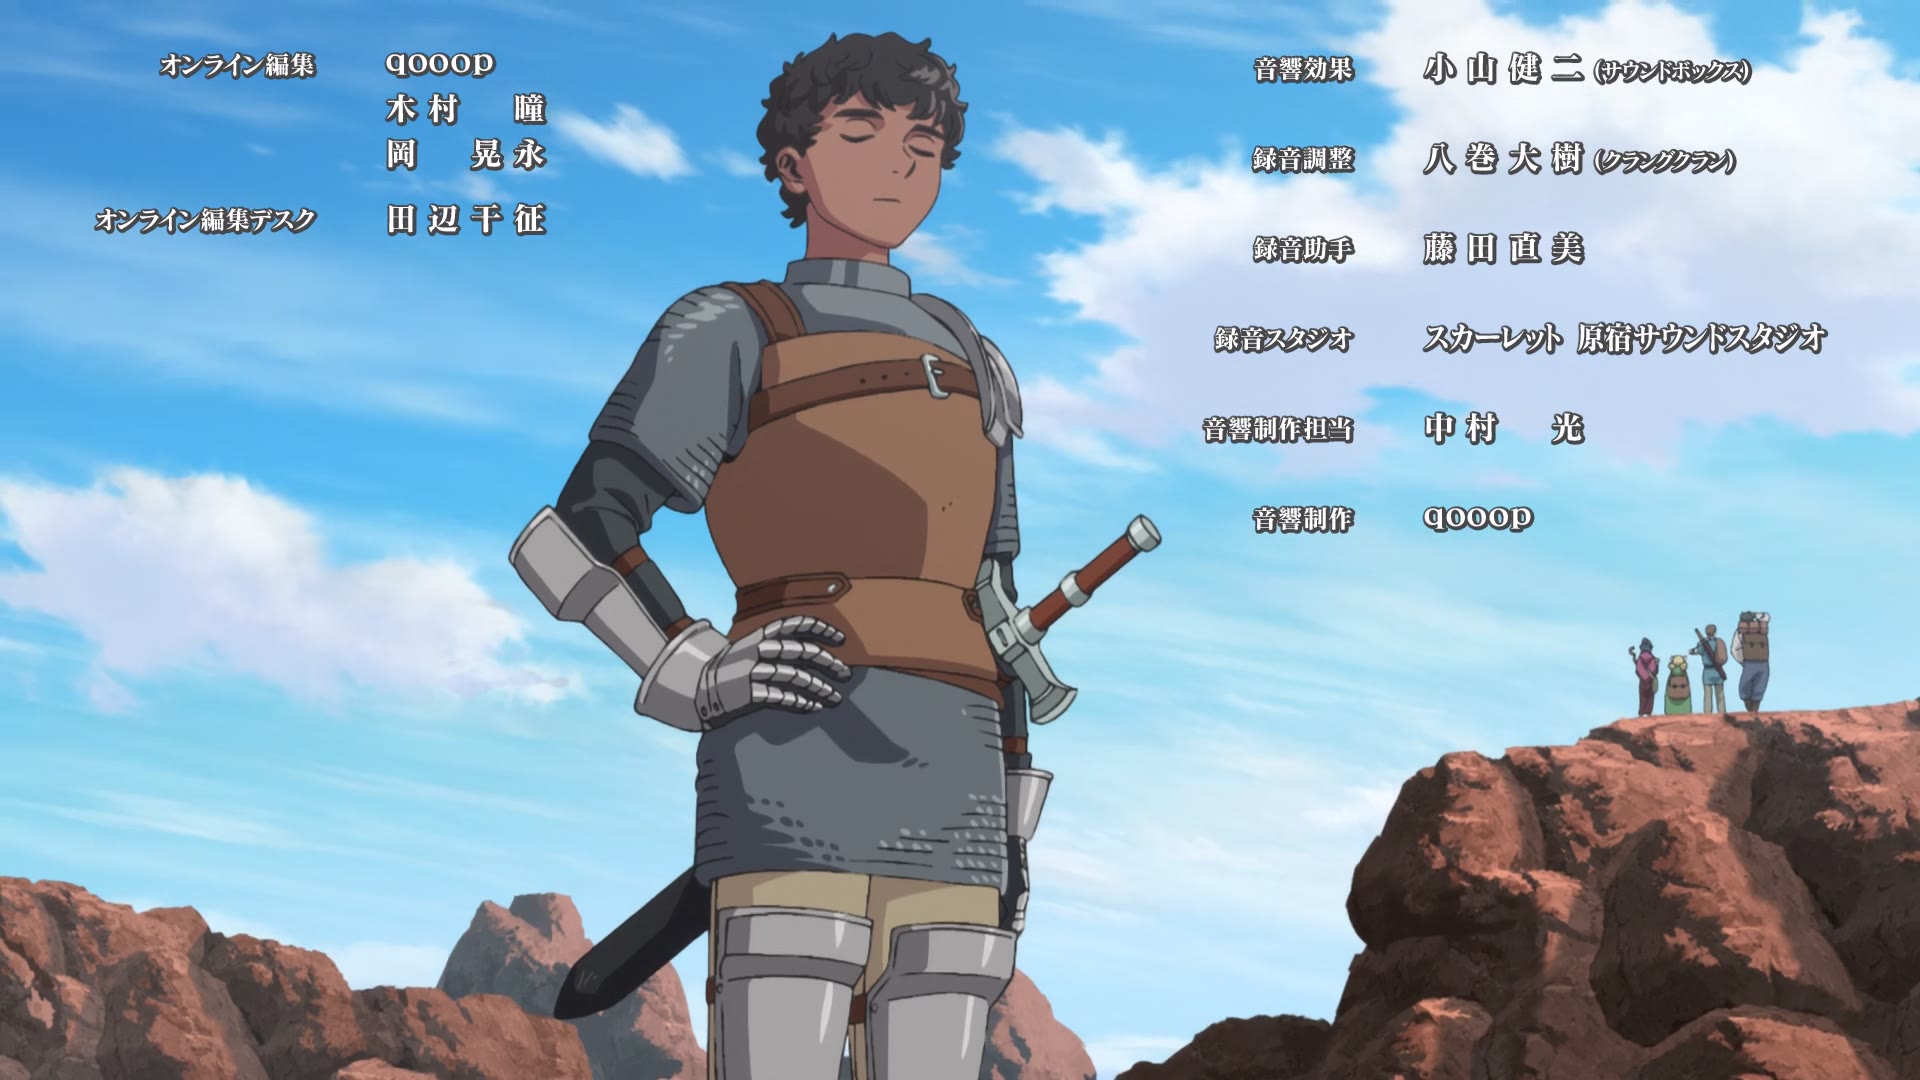 オンライン編集 qooop
木村 瞳
岡 晃永
オンライン編集デスク 田辺干征
音響効果 小山健二(サウンドボックス)
録音調整 八巻大樹(クラングクラン)
録音助手 藤田直美
録音スタジオ スカーレット 原宿サウンドスタジオ
音響制作担当 中村 光
音響制作 qooop